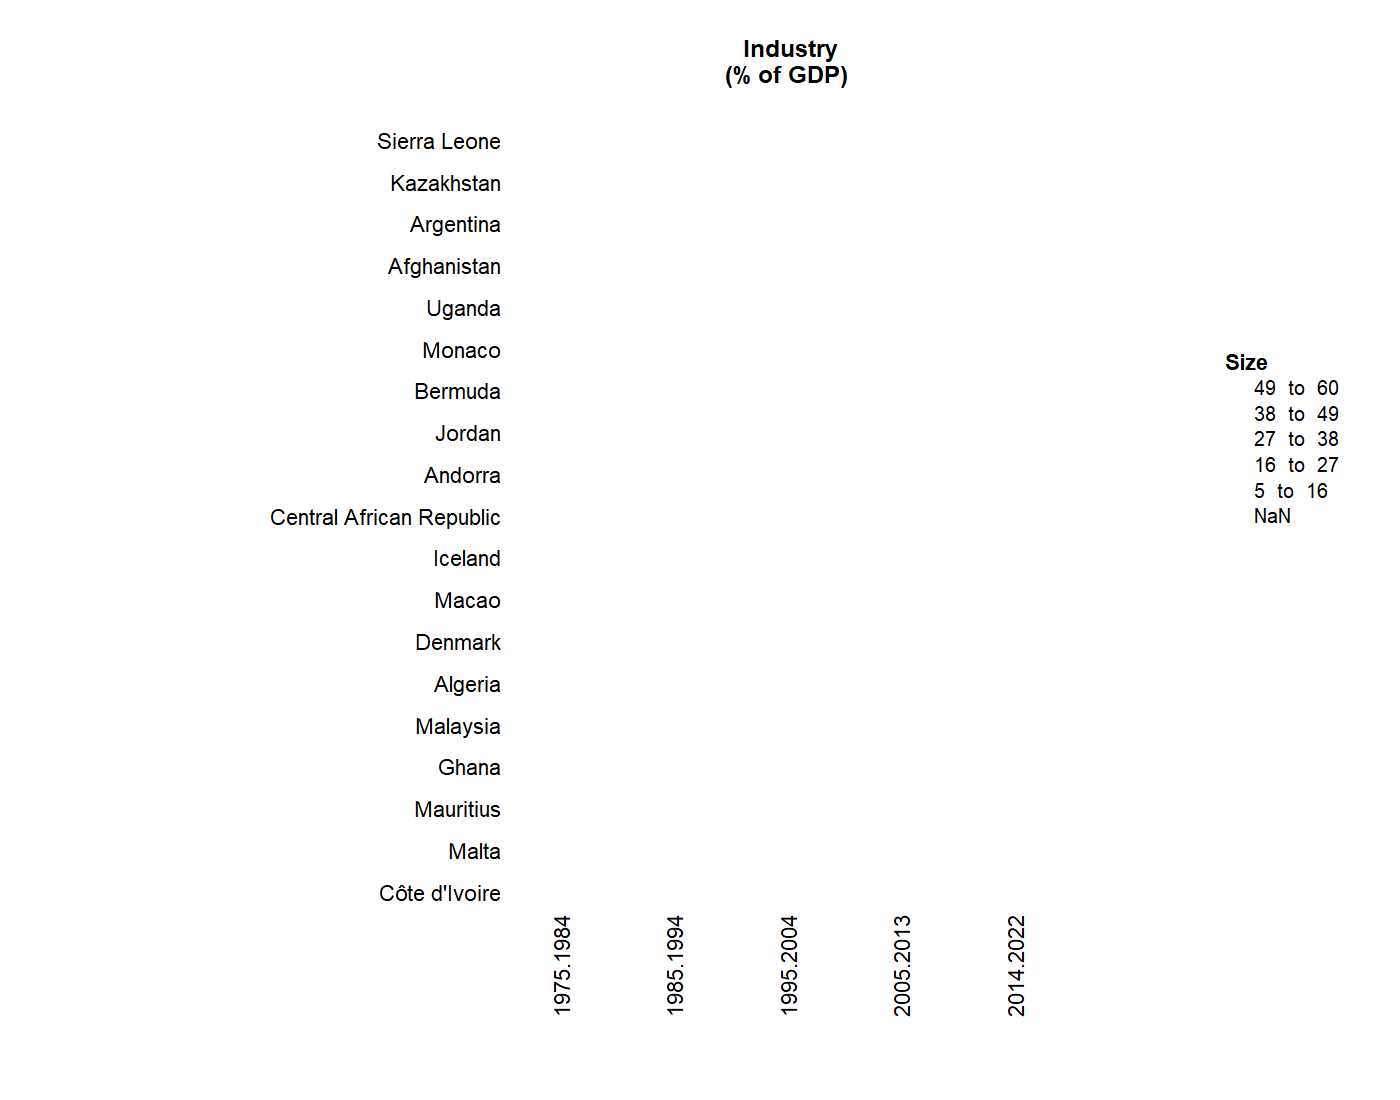 Industry
(% of GDP)
Sierra Leone
Kazakhstan
Argentina
Afghanistan
Uganda
Monaco
Bermuda
Jordan
Andorra
Central African Republic
Iceland
Macao
Denmark
Algeria
Malaysia
Ghana
Mauritius
Malta
Côte d'Ivoire
1975.1984
1985.1994
1995.2004
2005.2013
2014.2022
Size
49 to 60
38 to 49
27 to 38
16 to 27
5 to 16
NaN